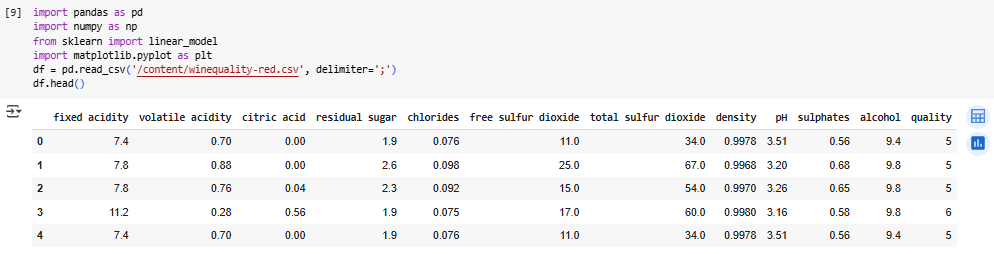 [9] import pandas as pd
import numpy as np
from sklearn import linear_model
import matplotlib.pyplot as plt
df = pd.read_csv('/content/winequality-red.csv', delimiter=';')
df.head()
fixed acidity volatile acidity citric acid residual sugar chlorides free sulfur dioxide total sulfur dioxide density pH sulphates alcohol quality
0 7.4 0.70 0.00 1.9 0.076 11.0 34.0 0.9978 3.51 0.56 9.4 5
1 7.8 0.88 0.00 2.6 0.098 25.0 67.0 0.9968 3.20 0.68 9.8 5
2 7.8 0.76 0.04 2.3 0.092 15.0 54.0 0.9970 3.26 0.65 9.8 5
3 11.2 0.28 0.56 1.9 0.075 17.0 60.0 0.9980 3.16 0.58 9.8 6
4 7.4 0.70 0.00 1.9 0.076 11.0 34.0 0.9978 3.51 0.56 9.4 5